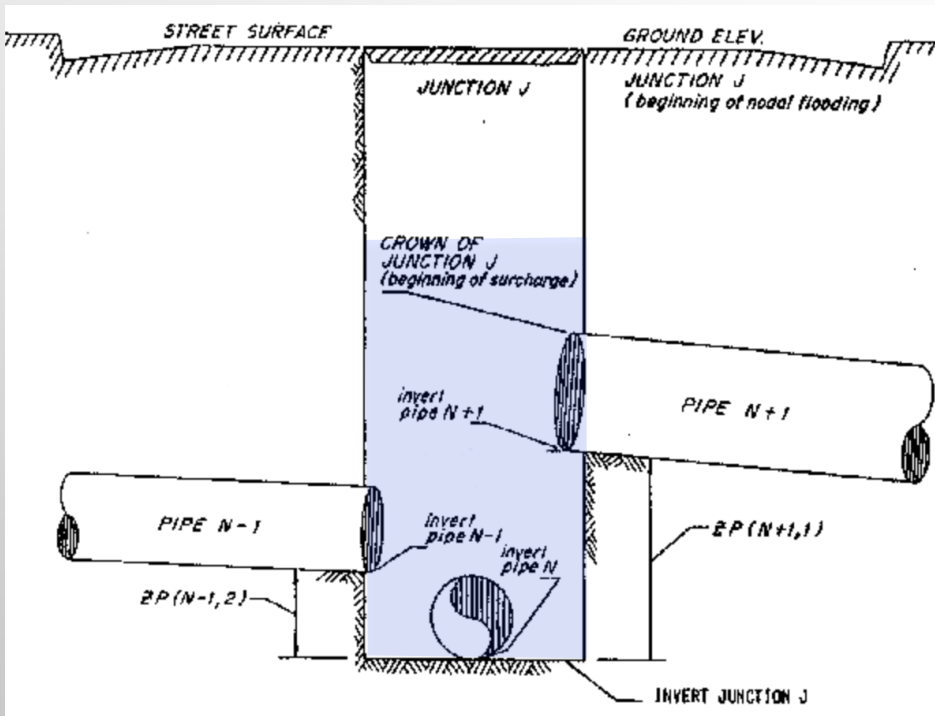 STREET SURFACE
GROUND ELEV.
JUNCTION J
JUNCTION J
(beginning of nodal flooding)
CROWN OF
JUNCTION J
(beginning of surcharge)
invert
pipe N+1
PIPE N+1
PIPE N-1
invert
pipe N-1
invert
pipe N
ZP(N+1,1)
ZP(N-1,2)
INVERT JUNCTION J